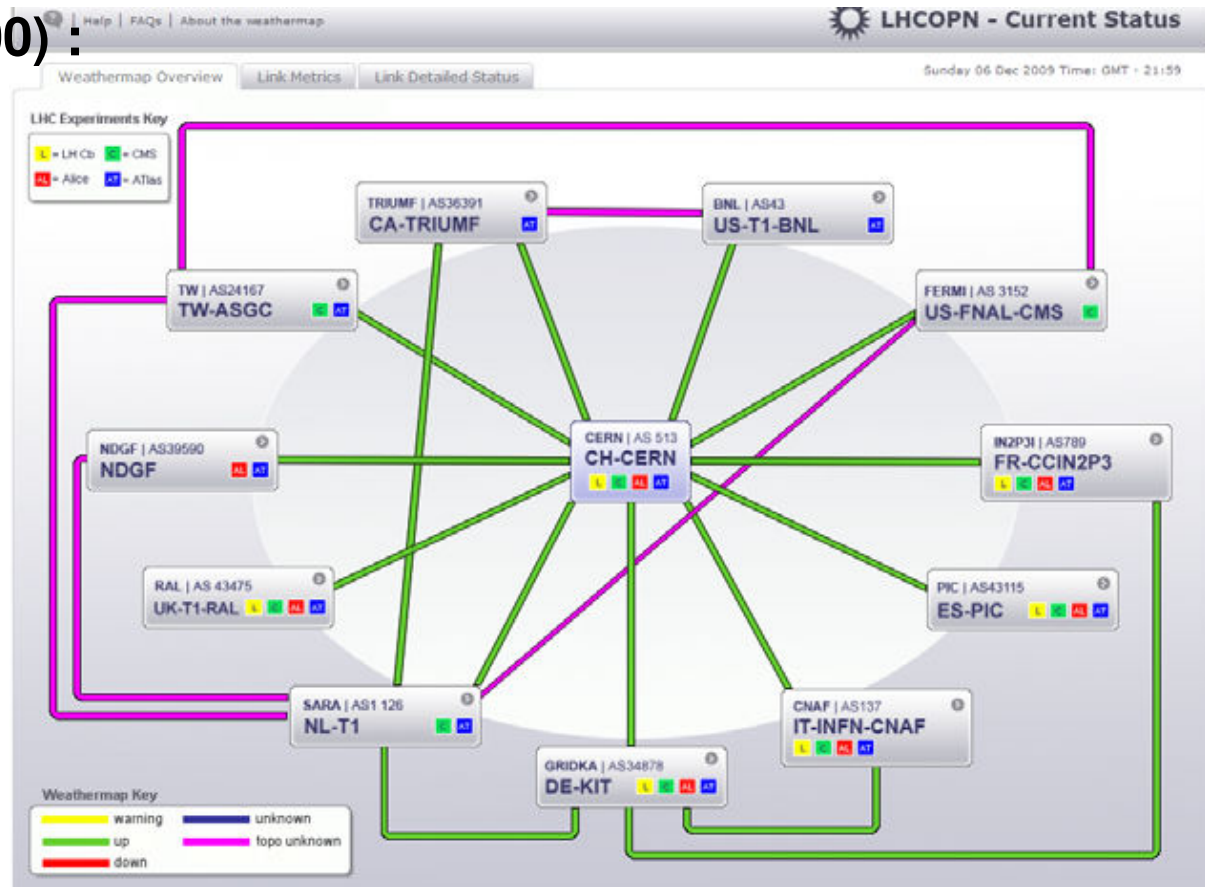 Help | FAQs | About the weathermap
LHCOPN - Current Status
00) :
Weathermap Overview
Link Metrics
Link Detailed Status
Sunday 06 Dec 2009 Time: GMT - 21:59
LHC Experiments Key
L = LHCb C = CMS
AL = Alice AT = ATlas
TRIUMF | AS36391
CA-TRIUMF AT
BNL | AS43
US-T1-BNL AT
TW | AS24167
TW-ASGC C AT
FERMI | AS 3152
US-FNAL-CMS C
CERN | AS 513
CH-CERN
L C AL AT
NDGF | AS39590
NDGF AL AT
IN2P3I | AS789
FR-CCIN2P3
L C AL AT
RAL | AS 43475
UK-T1-RAL L C AL AT
PIC | AS43115
ES-PIC L C AL AT
SARA | AS1 126
NL-T1 C AT
CNAF | AS137
IT-INFN-CNAF
L C AL AT
GRIDKA | AS34878
DE-KIT L C AL AT
Weathermap Key
warning unknown
up topo unknown
down